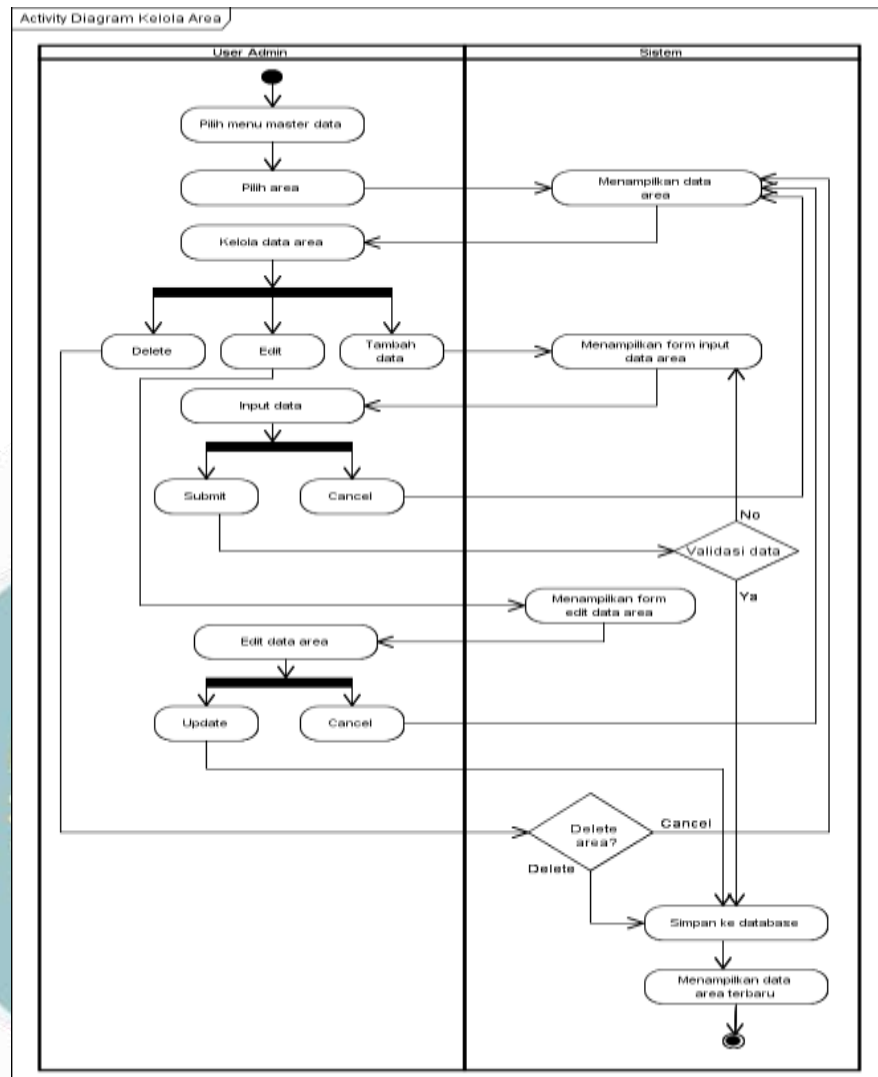 Activity Diagram Kelola Area
User Admin
Sistem
Pilih menu master data
Pilih area
Menampilkan data
area
Kelola data area
Delete
Edit
Tambah
data
Menampilkan form input
data area
Input data
Submit
Cancel
No
Validasi data
Ya
Menampilkan form
edit data area
Edit data area
Update
Cancel
Delete
area?
Cancel
Delete
Simpan ke database
Menampilkan data
area terbaru